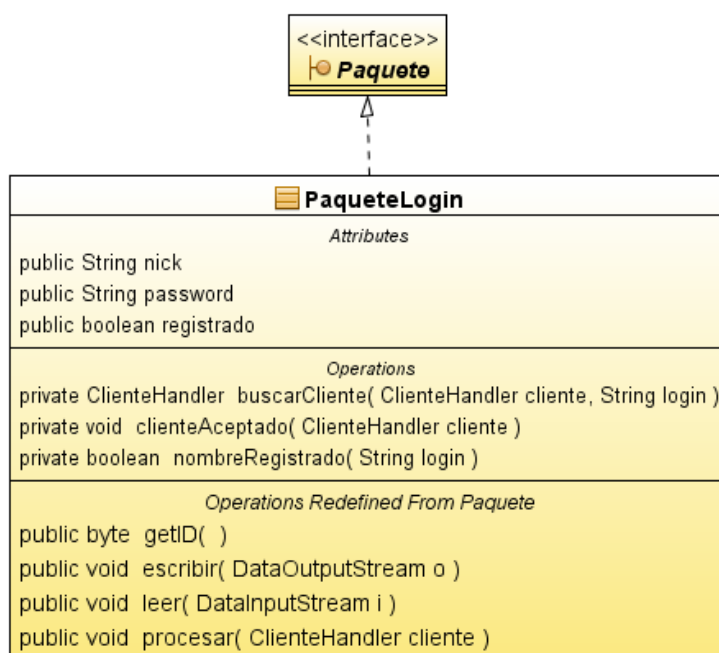 <<interface>>
Paquete
PaqueteLogin
Attributes
public String nick
public String password
public boolean registrado
Operations
private ClienteHandler buscarCliente( ClienteHandler cliente, String login )
private void clienteAceptado( ClienteHandler cliente )
private boolean nombreRegistrado( String login )
Operations Redefined From Paquete
public byte getID( )
public void escribir( DataOutputStream o )
public void leer( DataInputStream i )
public void procesar( ClienteHandler cliente )